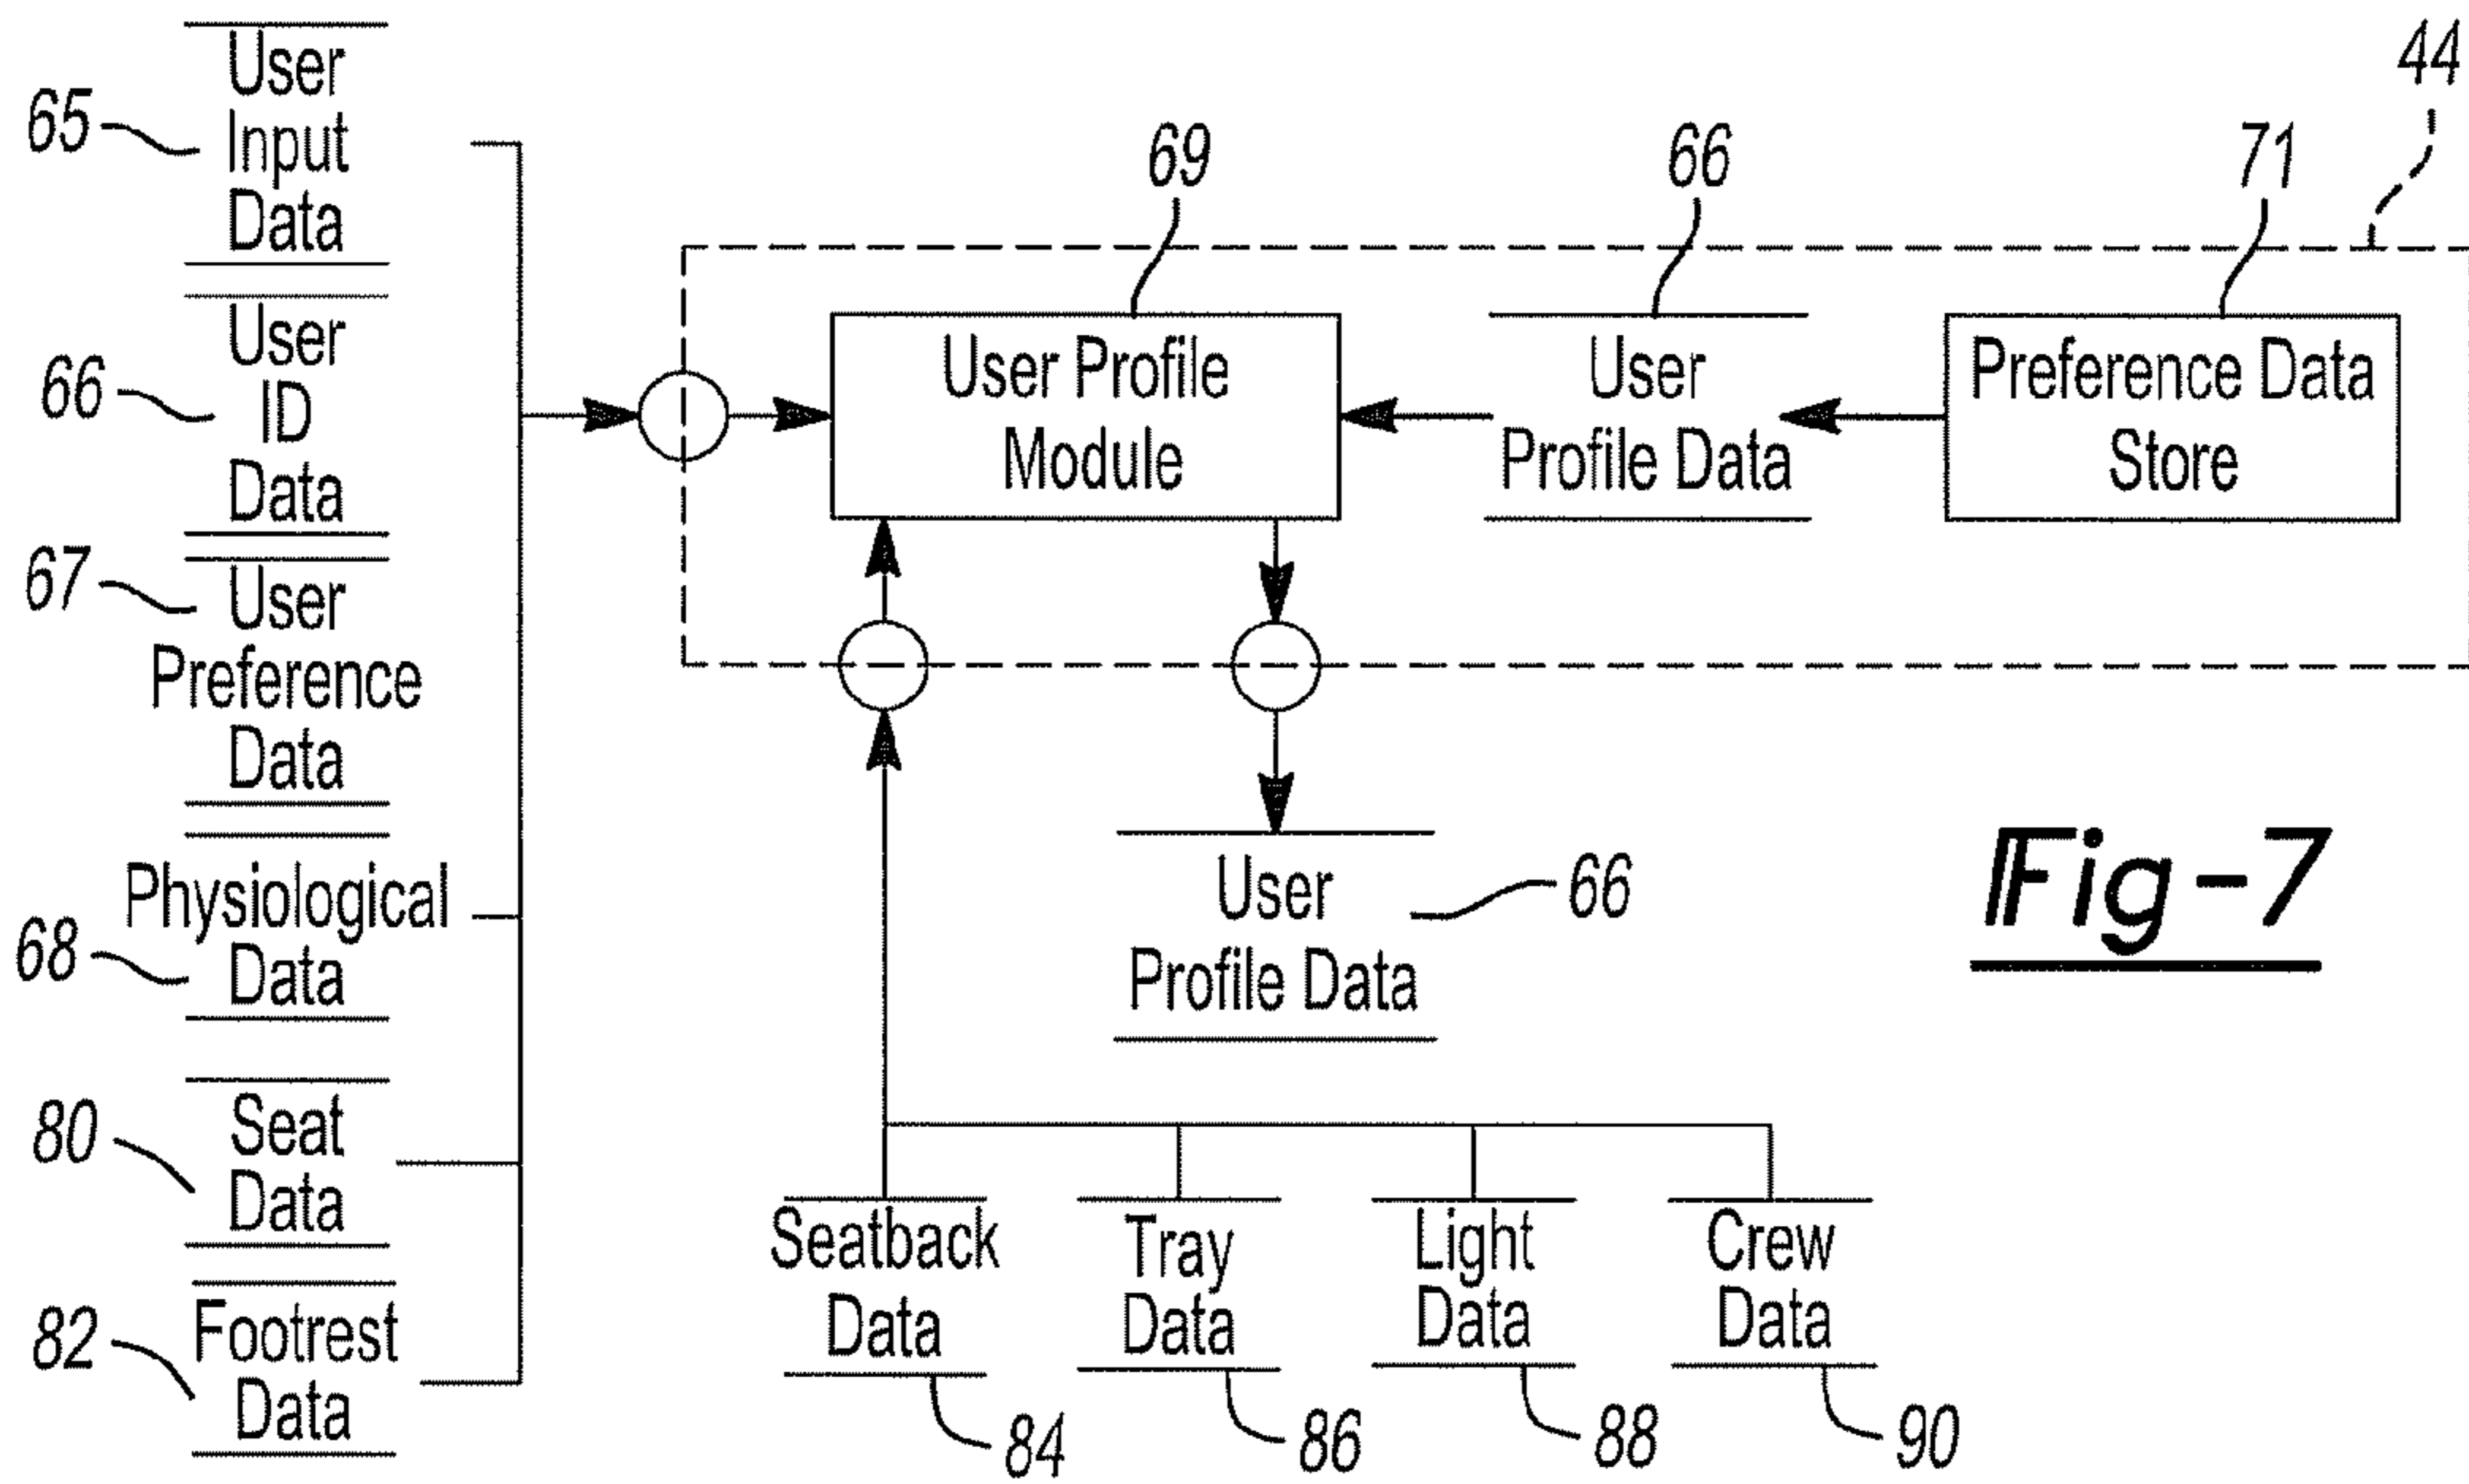 44
65
User
Input
Data
69
66
71
66
User
ID
Data
User Profile
Module
User
Profile Data
Preference Data
Store
67
User
Preference
Data
68
Physiological
Data
User
Profile Data
66
Fig-7
80
Seat
Data
82
Footrest
Data
Seatback
Data
Tray
Data
Light
Data
Crew
Data
84
86
88
90